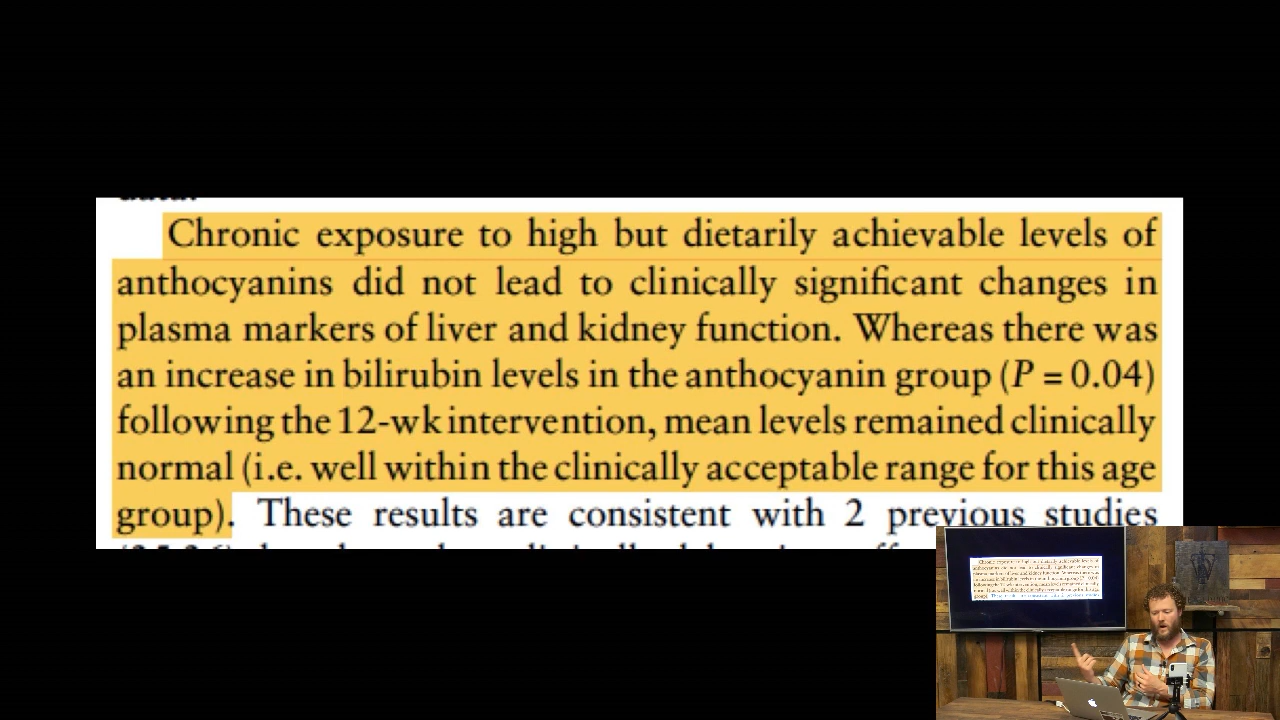 data.
Chronic exposure to high but dietarily achievable levels of
anthocyanins did not lead to clinically significant changes in
plasma markers of liver and kidney function. Whereas there was
an increase in bilirubin levels in the anthocyanin group (P = 0.04)
following the 12-wk intervention, mean levels remained clinically
normal (i.e. well within the clinically acceptable range for this age
group). These results are consistent with 2 previous studies